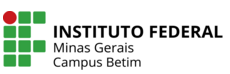 INSTITUTO FEDERAL
Minas Gerais
Campus Betim